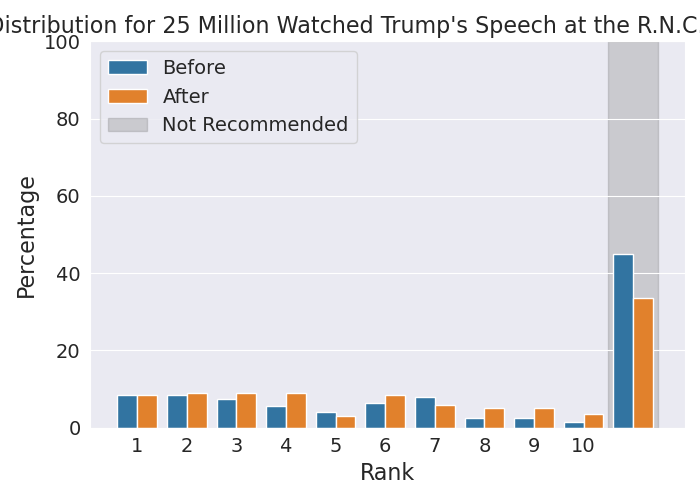 istribution for 25 Million Watched Trump's Speech at the R.N.C.
100
80
60
40
20
0
Percentage
Before
After
Not Recommended
1 2 3 4 5 6 7 8 9 10
Rank